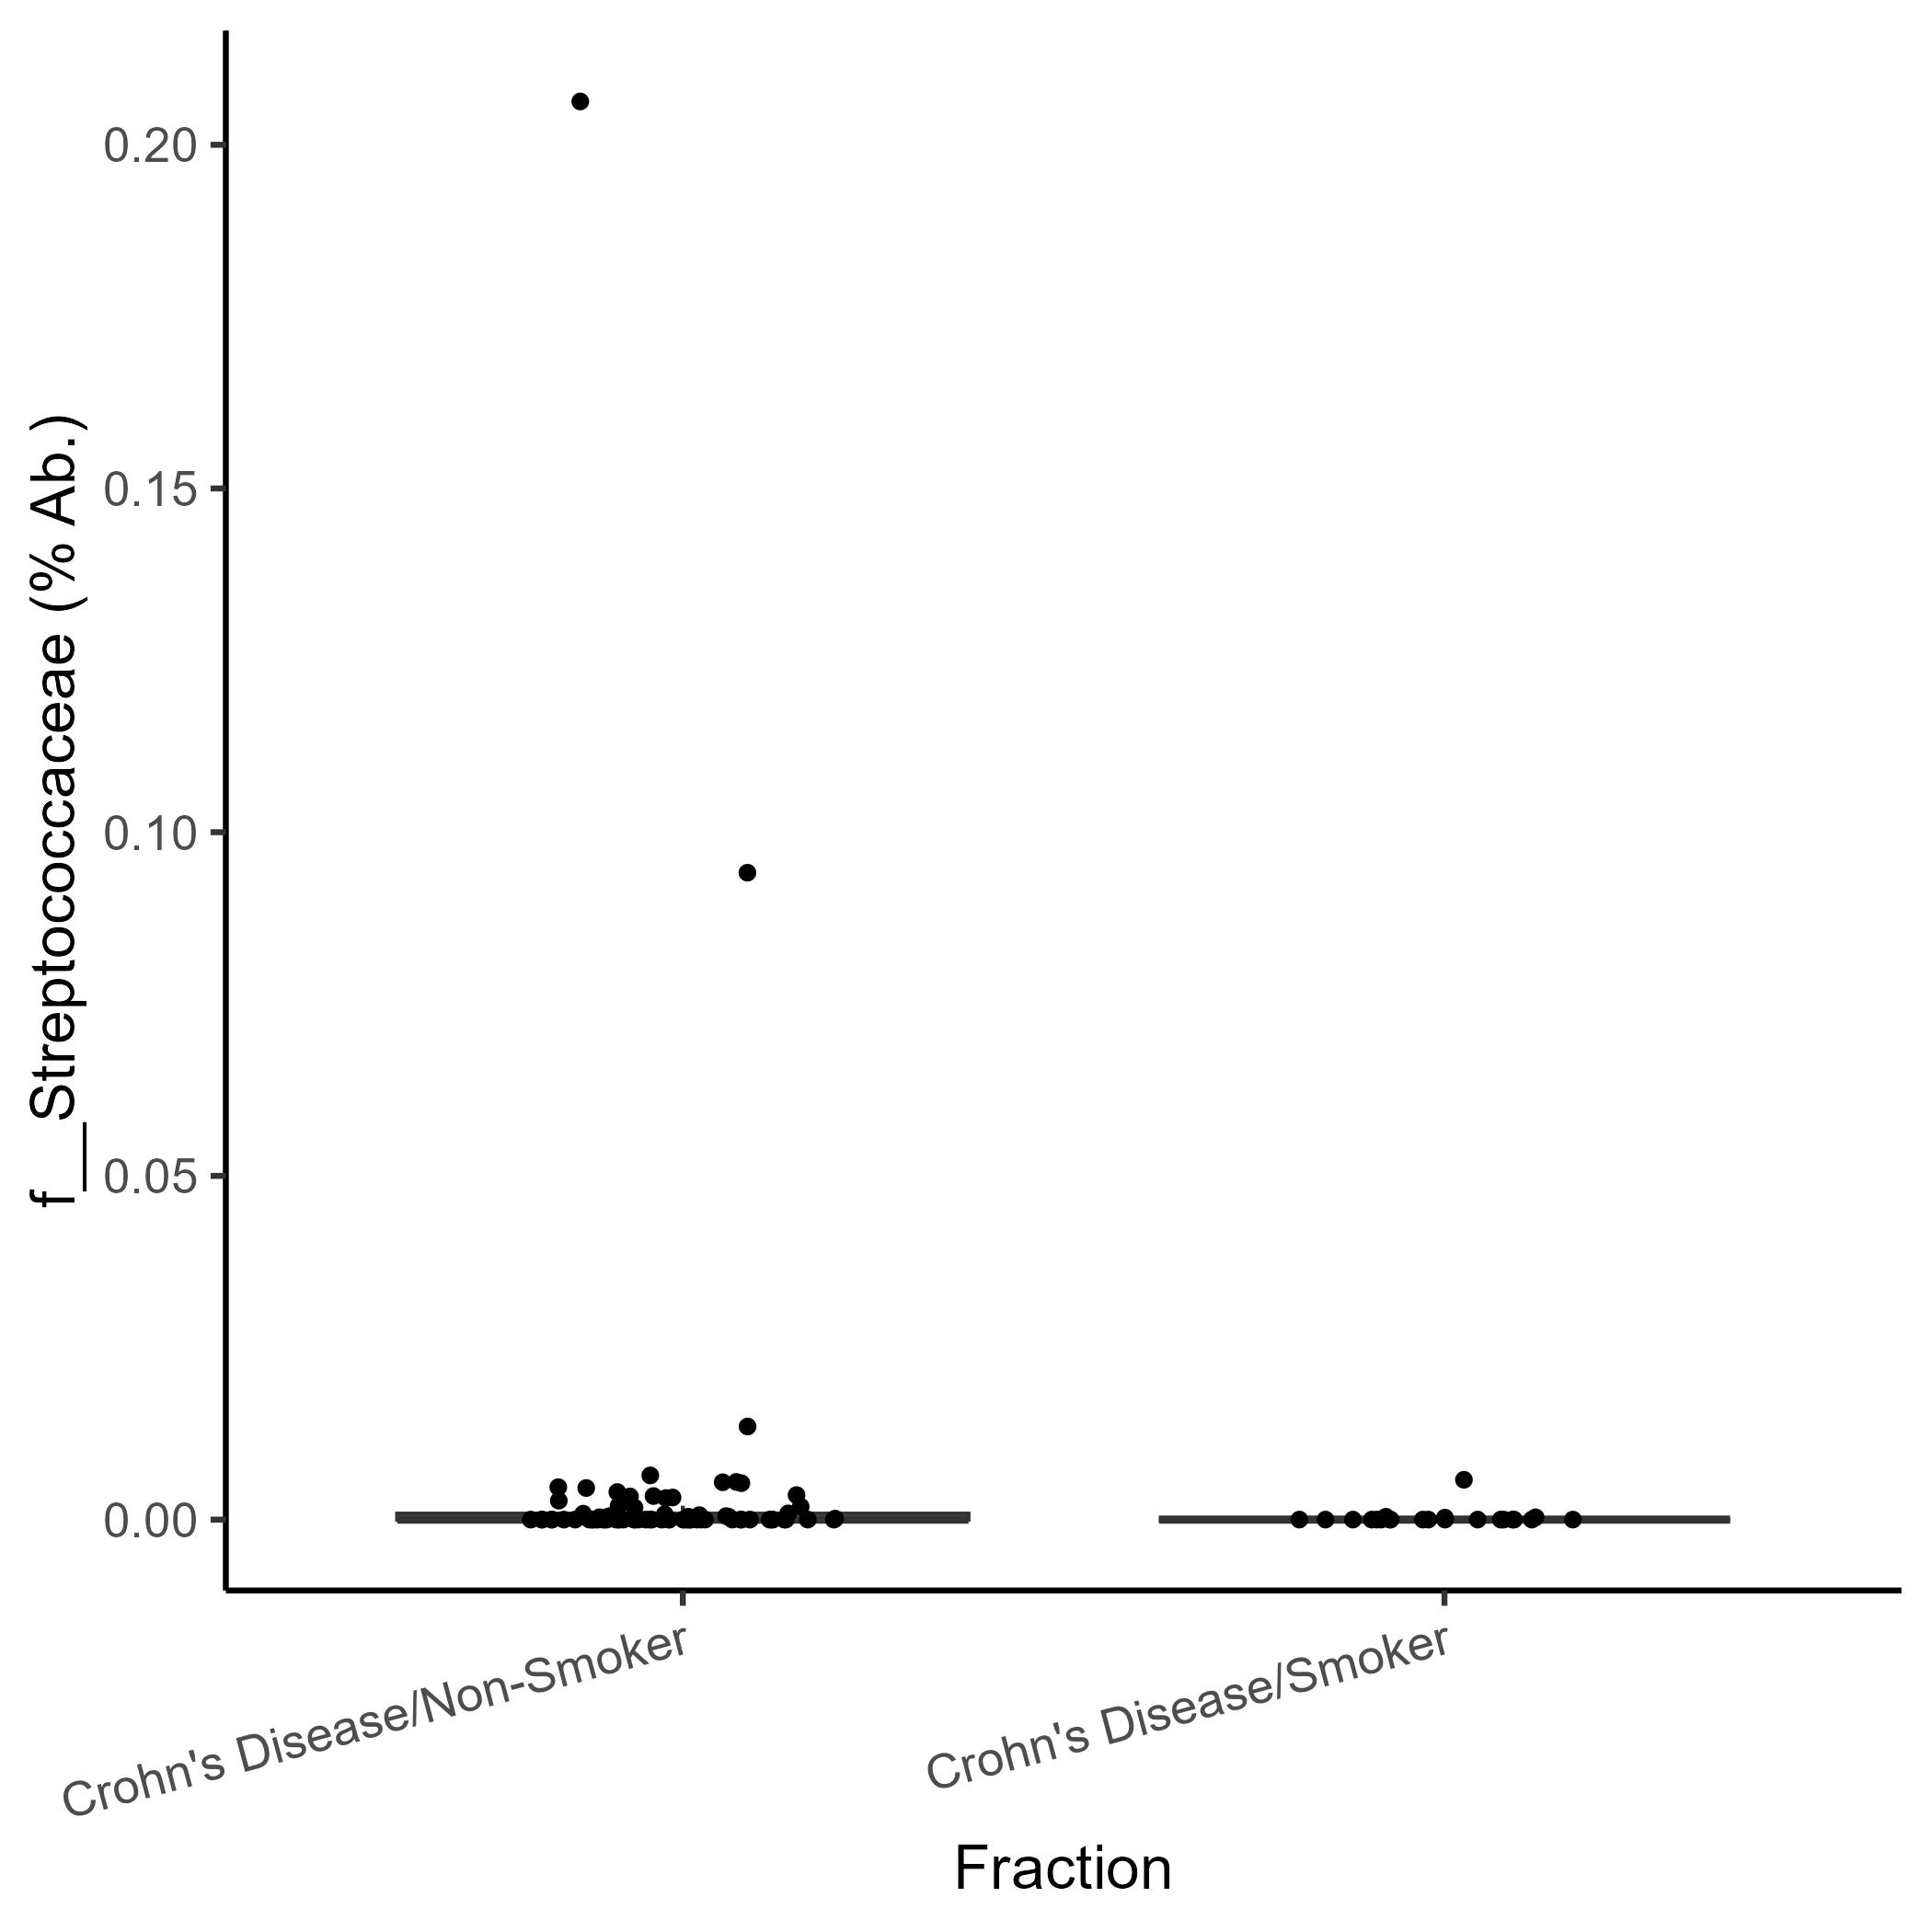 f__Streptococcaceae (% Ab.)
0.20
0.15
0.10
0.05
0.00
Crohn's Disease/Non-Smoker
Crohn's Disease/Smoker
Fraction